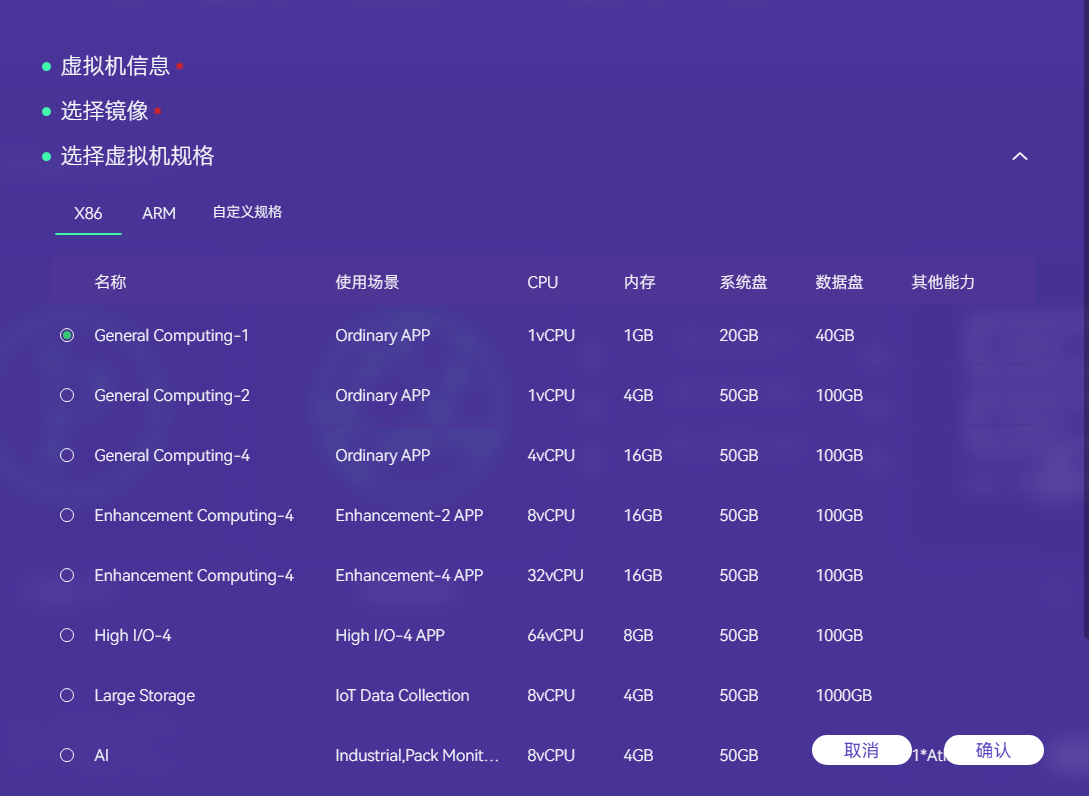 虚拟机信息 *
选择镜像 *
选择虚拟机规格
X86 ARM 自定义规格
名称 使用场景 CPU 内存 系统盘 数据盘 其他能力
General Computing-1 Ordinary APP 1vCPU 1GB 20GB 40GB
General Computing-2 Ordinary APP 1vCPU 4GB 50GB 100GB
General Computing-4 Ordinary APP 4vCPU 16GB 50GB 100GB
Enhancement Computing-4 Enhancement-2 APP 8vCPU 16GB 50GB 100GB
Enhancement Computing-4 Enhancement-4 APP 32vCPU 16GB 50GB 100GB
High I/O-4 High I/O-4 APP 64vCPU 8GB 50GB 100GB
Large Storage IoT Data Collection 8vCPU 4GB 50GB 1000GB
AI Industrial,Pack Monit... 8vCPU 4GB 50GB
取消 确认